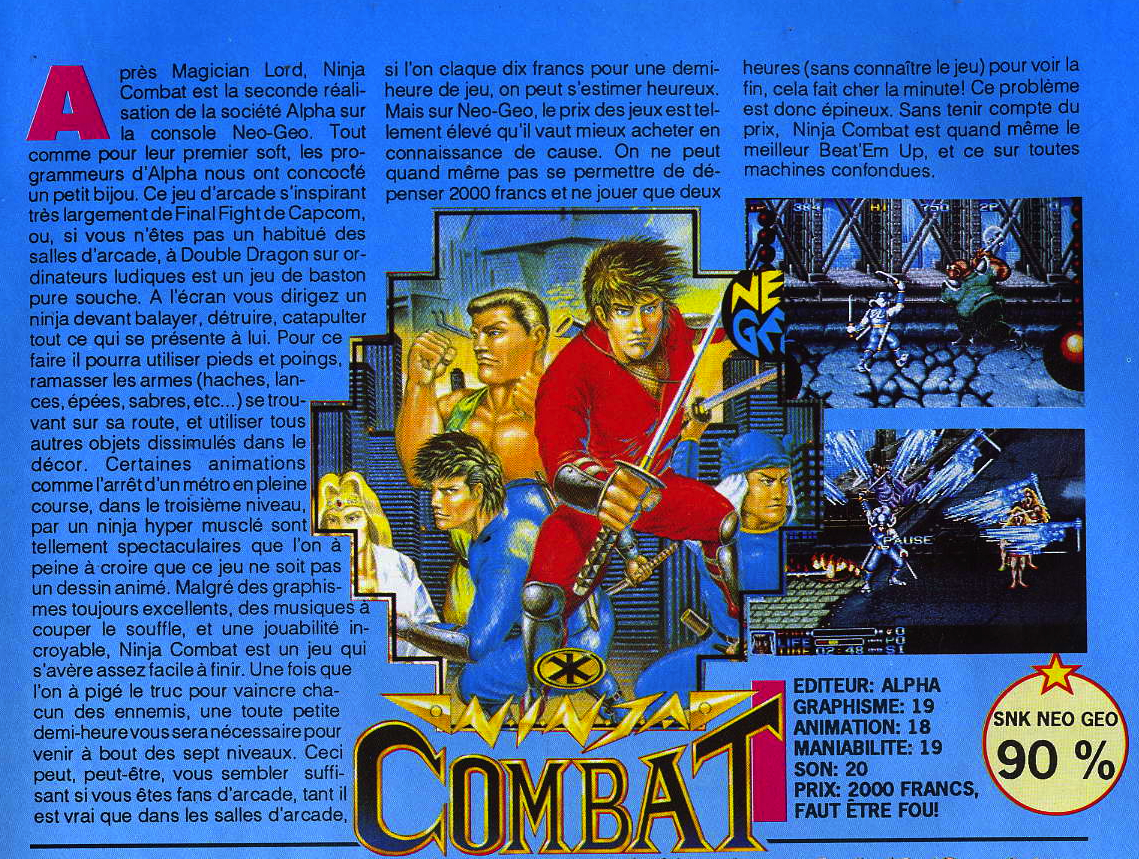 Après Magician Lord, Ninja
Combat est la seconde réali-
sation de la société Alpha sur
la console Neo-Geo. Tout
comme pour leur premier soft, les pro-
grammeurs d'Alpha nous ont concocté
un petit bijou. Ce jeu d'arcade s'inspirant
très largement de Final Fight de Capcom,
ou, si vous n'êtes pas un habitué des
salles d'arcade, à Double Dragon sur or-
dinateurs ludiques est un jeu de baston
pure souche. A l'écran vous dirigez un
ninja devant balayer, détruire, catapulter
tout ce qui se présente à lui. Pour ce
faire il pourra utiliser pieds et poings,
ramasser les armes (haches, lan-
ces, épées, sabres, etc...) se trou-
vant sur sa route, et utiliser tous
autres objets dissimulés dans le
décor. Certaines animations
comme l'arrêt d'un métro en pleine
course, dans le troisième niveau,
par un ninja hyper musclé sont
tellement spectaculaires que l'on à
peine à croire que ce jeu ne soit pas
un dessin animé. Malgré des graphis-
mes toujours excellents, des musiques à
couper le souffle, et une jouabilité in-
croyable, Ninja Combat est un jeu qui
s'avère assez facile à finir. Une fois que
l'on à pigé le truc pour vaincre cha-
cun des ennemis, une toute petite
demi-heure vous sera nécessaire pour
venir à bout des sept niveaux. Ceci
peut, peut-être, vous sembler suffi-
sant si vous êtes fans d'arcade, tant il
est vrai que dans les salles d'arcade,
si l'on claque dix francs pour une demi-
heure de jeu, on peut s'estimer heureux.
Mais sur Neo-Geo, le prix des jeux est tel-
lement élevé qu'il vaut mieux acheter en
connaissance de cause. On ne peut
quand même pas se permettre de dé-
penser 2000 francs et ne jouer que deux
heures (sans connaître le jeu) pour voir la
fin, cela fait cher la minute! Ce problème
est donc épineux. Sans tenir compte du
prix, Ninja Combat est quand même le
meilleur Beat'Em Up, et ce sur toutes
machines confondues.
NE
GE
384 HI 750 2P
PAUSE
TIME 02:48
NINJA
COMBAT
EDITEUR: ALPHA
GRAPHISME: 19
ANIMATION: 18
MANIABILITE: 19
SON: 20
PRIX: 2000 FRANCS,
FAUT ÊTRE FOU!
SNK NEO GEO
90 %